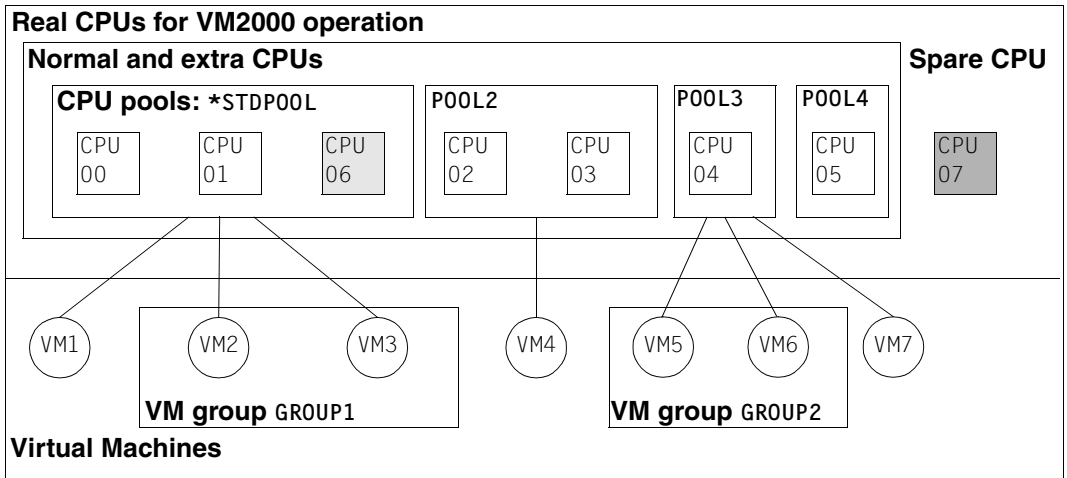 Real CPUs for VM2000 operation
Normal and extra CPUs
Spare CPU
CPU pools: *STDPOOL
POOL2
POOL3
POOL4
CPU
00
CPU
01
CPU
06
CPU
02
CPU
03
CPU
04
CPU
05
CPU
07
VM1
VM2
VM3
VM4
VM5
VM6
VM7
VM group GROUP1
VM group GROUP2
Virtual Machines